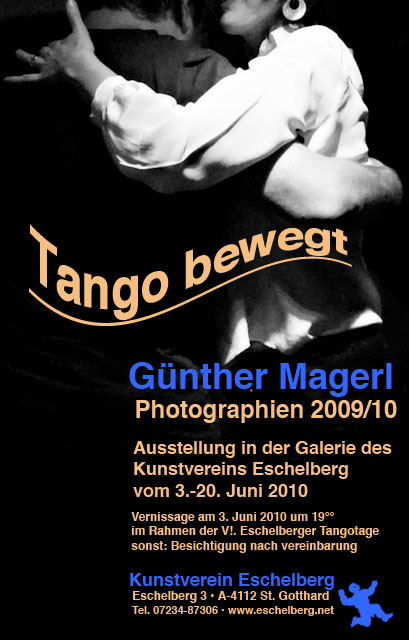 Tango bewegt
Günther Magerl
Photographien 2009/10
Ausstellung in der Galerie des
Kunstvereins Eschelberg
vom 3.-20. Juni 2010
Vernissage am 3. Juni 2010 um 19°°
im Rahmen der V!. Eschelberger Tangotage
sonst: Besichtigung nach vereinbarung
Kunstverein Eschelberg
Eschelberg 3 • A-4112 St. Gotthard
Tel. 07234-87306 • www.eschelberg.net